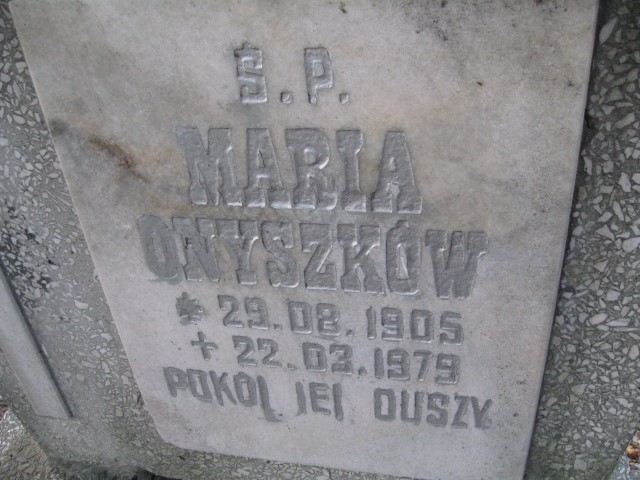 Ś.P.
MARIA
ONYSZKÓW
* 29.08.1905
+ 22.03.1979
POKÓJ JEJ DUSZY